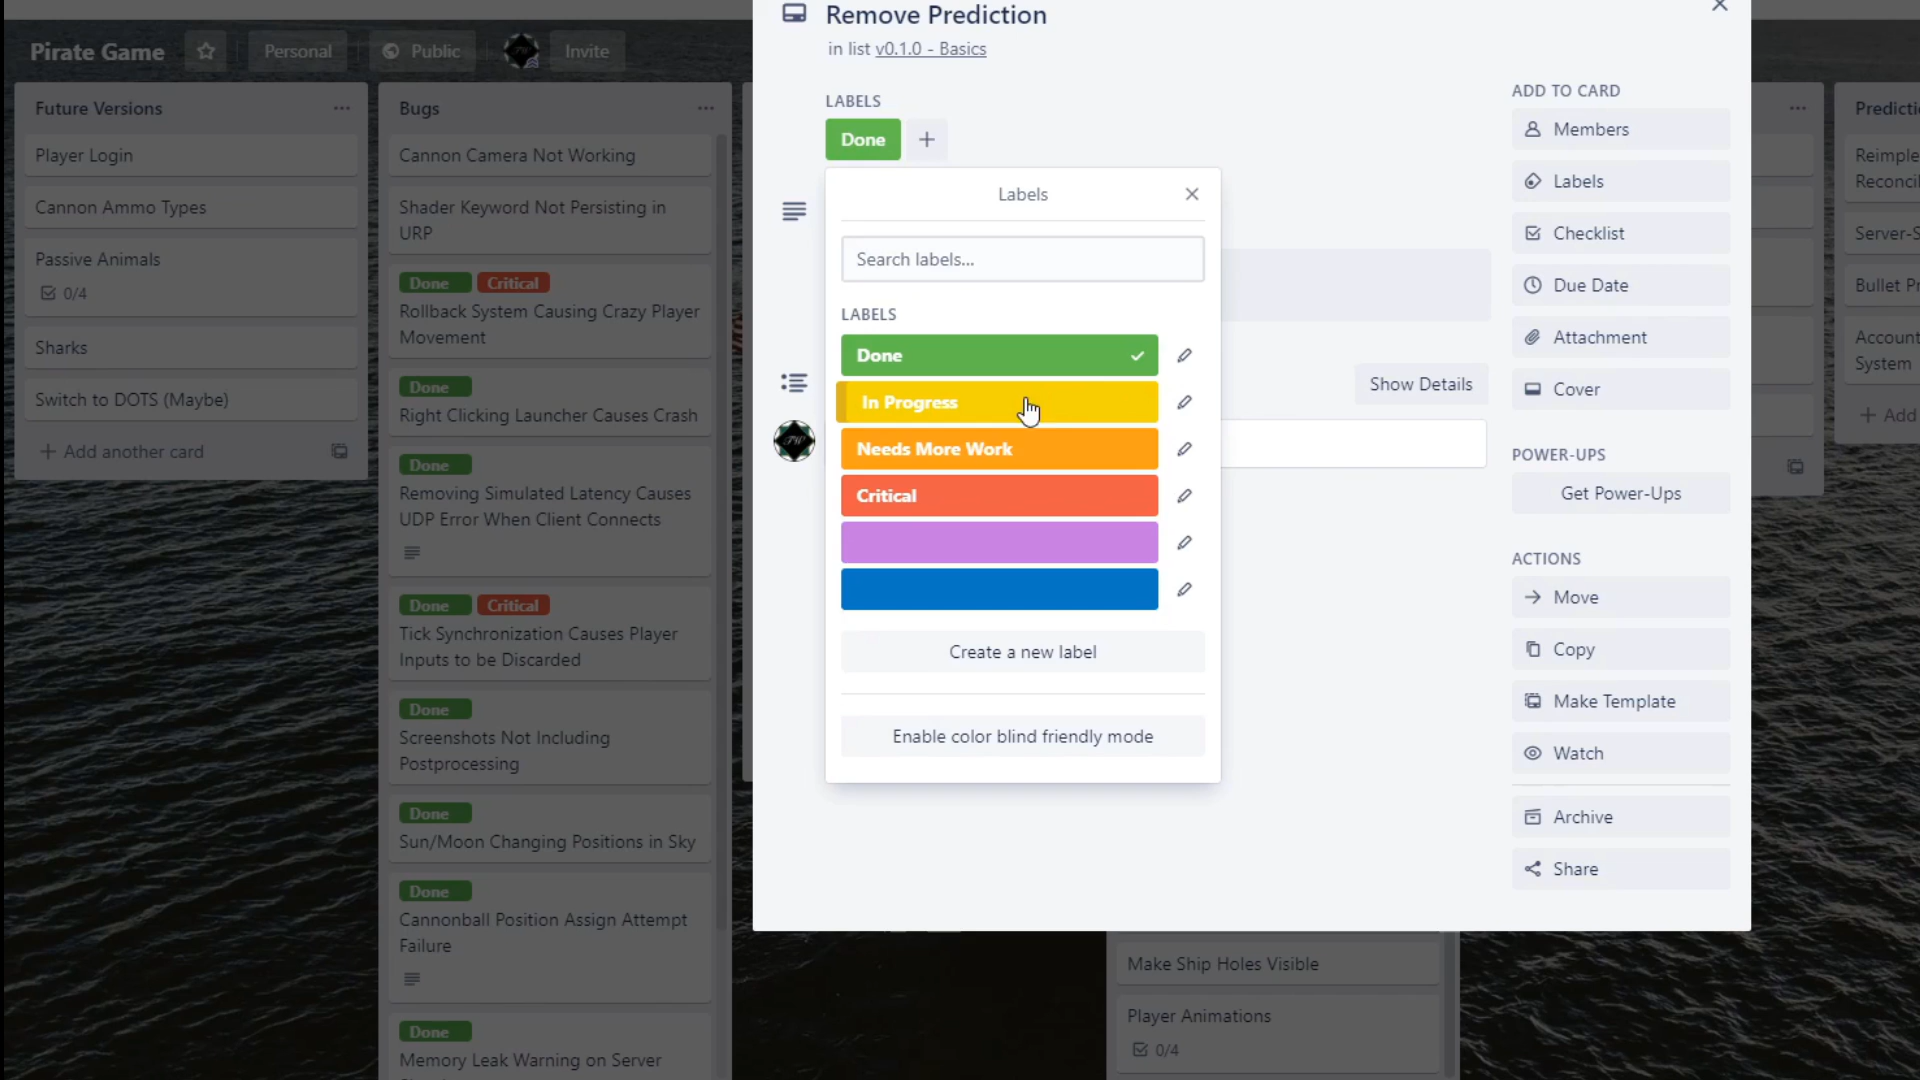 Pirate Game
Personal
Public
Invite
Future Versions
Player Login
Cannon Ammo Types
Passive Animals
0/4
Sharks
Switch to DOTS (Maybe)
Add another card
Bugs
Cannon Camera Not Working
Shader Keyword Not Persisting in
URP
Done Critical
Rollback System Causing Crazy Player
Movement
Done
Right Clicking Launcher Causes Crash
Done
Removing Simulated Latency Causes
UDP Error When Client Connects
Done Critical
Tick Synchronization Causes Player
Inputs to be Discarded
Done
Screenshots Not Including
Postprocessing
Done
Sun/Moon Changing Positions in Sky
Done
Cannonball Position Assign Attempt
Failure
Done
Memory Leak Warning on Server
Remove Prediction
in list v0.1.0 - Basics
LABELS
Done
Labels
Search labels...
LABELS
Done
In Progress
Needs More Work
Critical
Create a new label
Enable color blind friendly mode
Show Details
ADD TO CARD
Members
Labels
Checklist
Due Date
Attachment
Cover
POWER-UPS
Get Power-Ups
ACTIONS
Move
Copy
Make Template
Watch
Archive
Share
Make Ship Holes Visible
Player Animations
0/4
Predicti
Reimple
Reconcil
Server-S
Bullet Pr
Account
System
Add